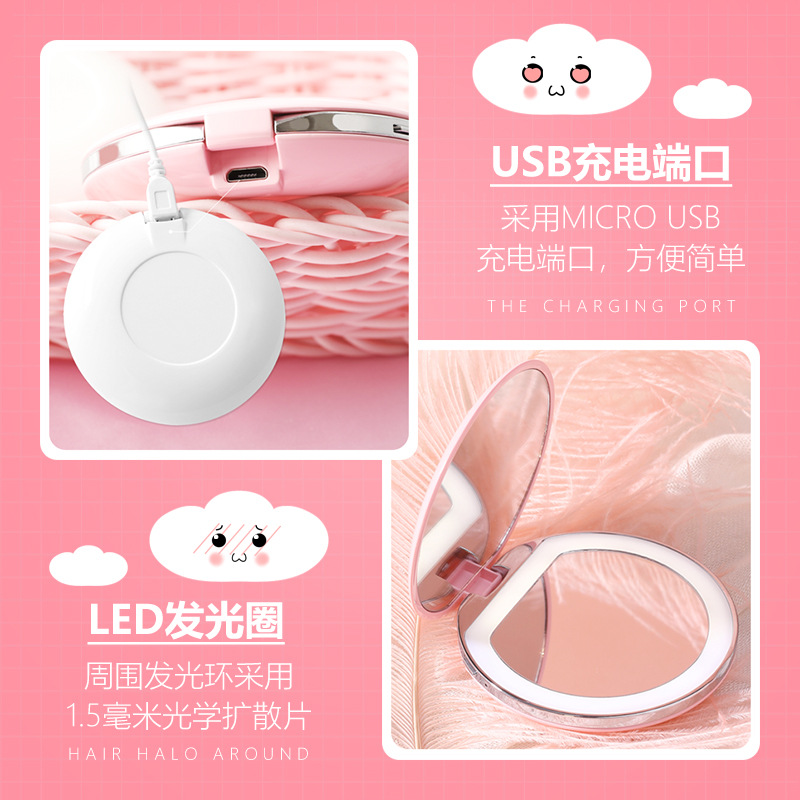 USB充电端口
采用MICRO USB
充电端口，方便简单
THE CHARGING PORT
LED发光圈
周围发光环采用
1.5毫米光学扩散片
HAIR HALO AROUND